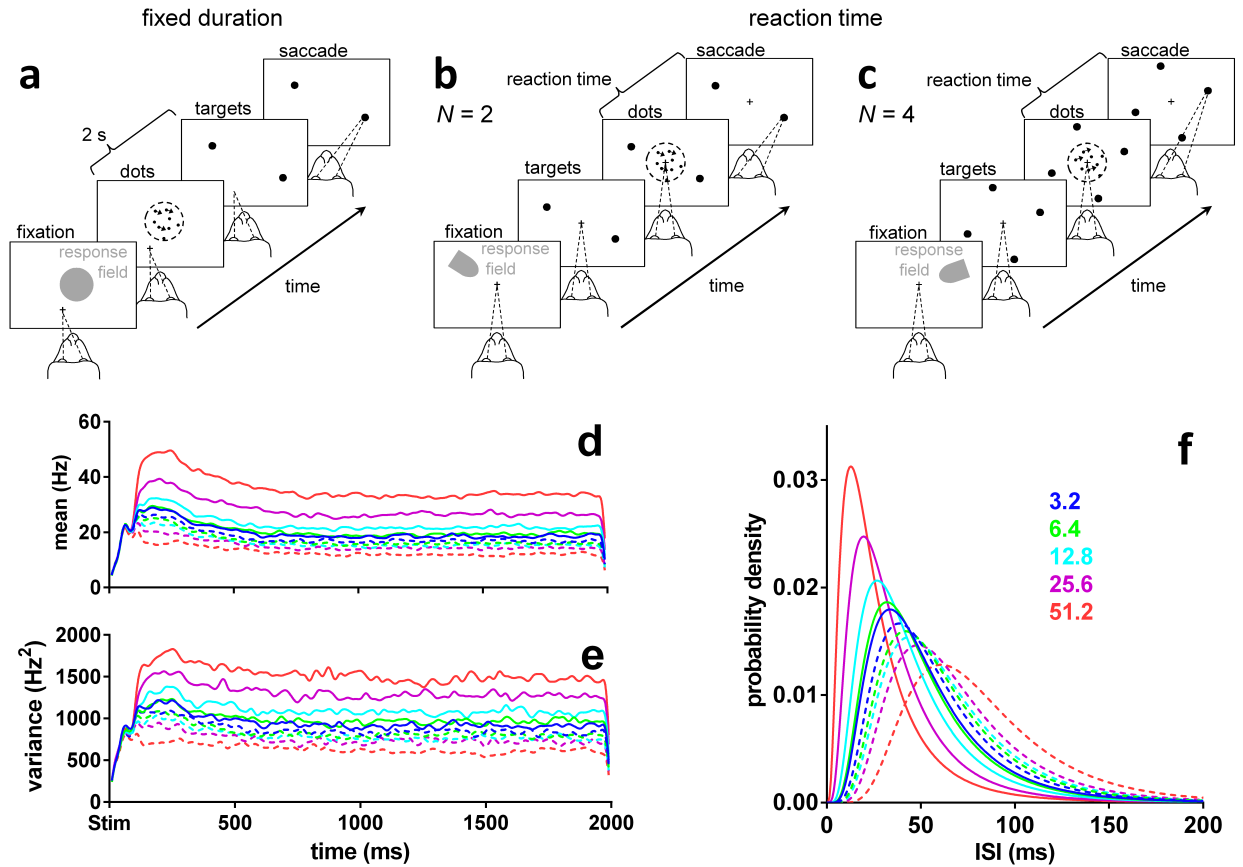 fixed duration
reaction time
a
saccade
targets
2 s
dots
fixation
response
field
time
b
N = 2
saccade
reaction time
dots
targets
fixation
response
field
time
c
N = 4
saccade
reaction time
dots
targets
fixation
response
field
time
d
mean (Hz)
60
40
20
0
e
variance (Hz²)
2000
1500
1000
500
0
Stim
500
1000
1500
2000
time (ms)
f
probability density
0.03
0.02
0.01
0.00
3.2
6.4
12.8
25.6
51.2
0
50
100
150
200
ISI (ms)